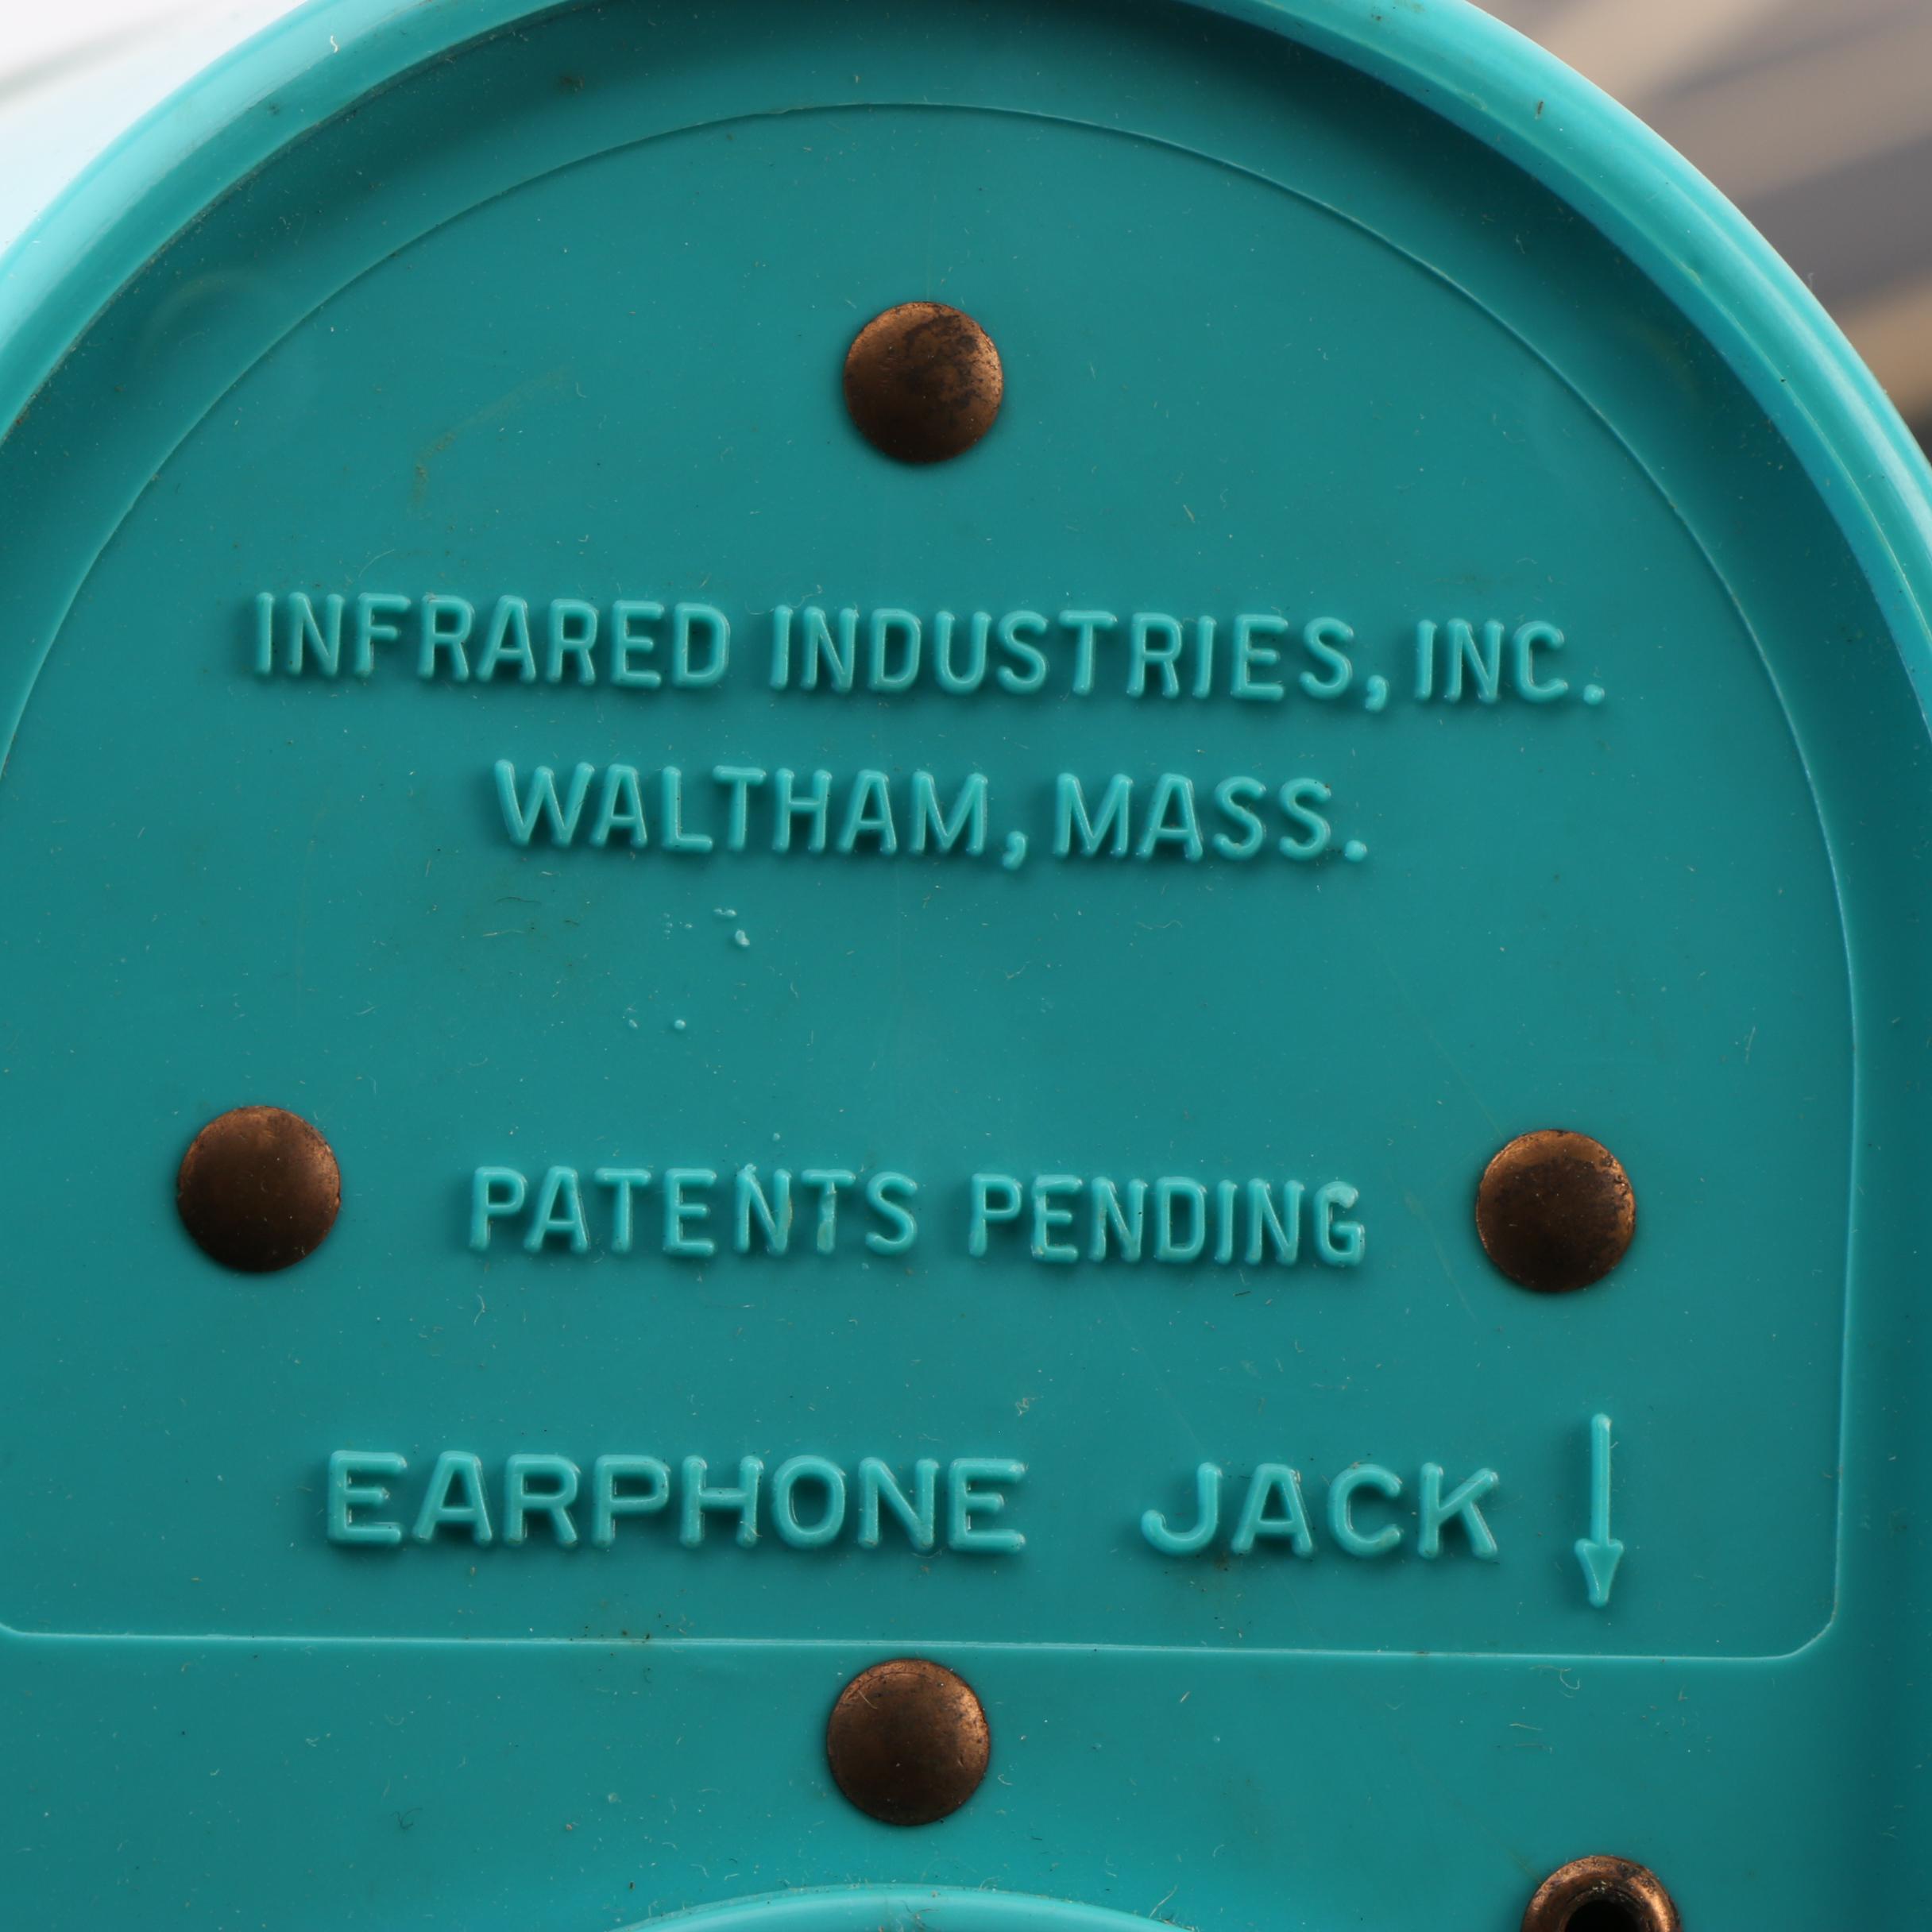 INFRARED INDUSTRIES, INC.
WALTHAM, MASS.
PATENTS PENDING
EARPHONE JACK